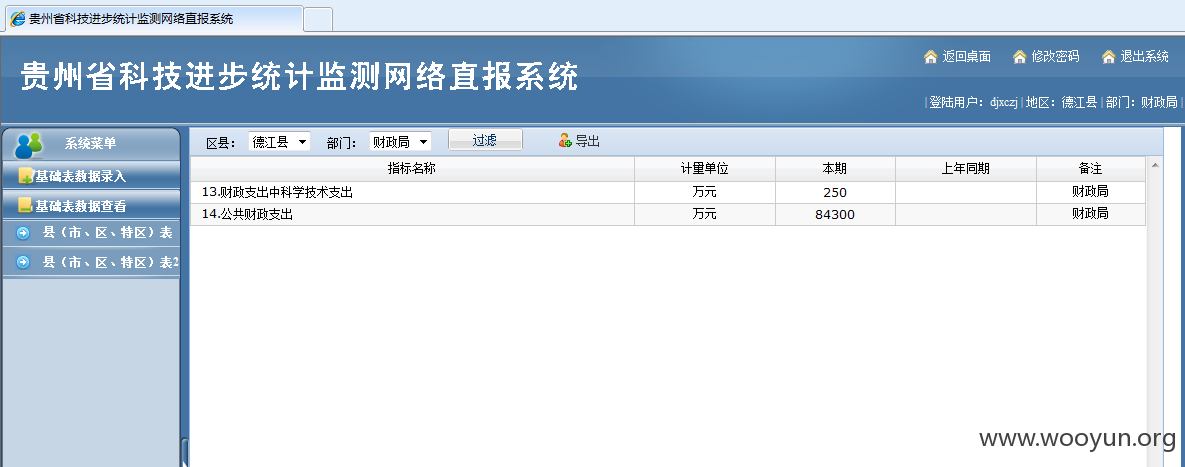 贵州省科技进步统计监测网络直报系统
贵州省科技进步统计监测网络直报系统
返回桌面 修改密码 退出系统
| 登陆用户: djxczj | 地区: 德江县 | 部门: 财政局 |
系统菜单
基础表数据录入
基础表数据查看
县（市、区、特区）表
县（市、区、特区）表2
区县: 德江县 部门: 财政局 过滤 导出
指标名称 计量单位 本期 上年同期 备注
13.财政支出中科学技术支出 万元 250 财政局
14.公共财政支出 万元 84300 财政局
www.wooyun.org